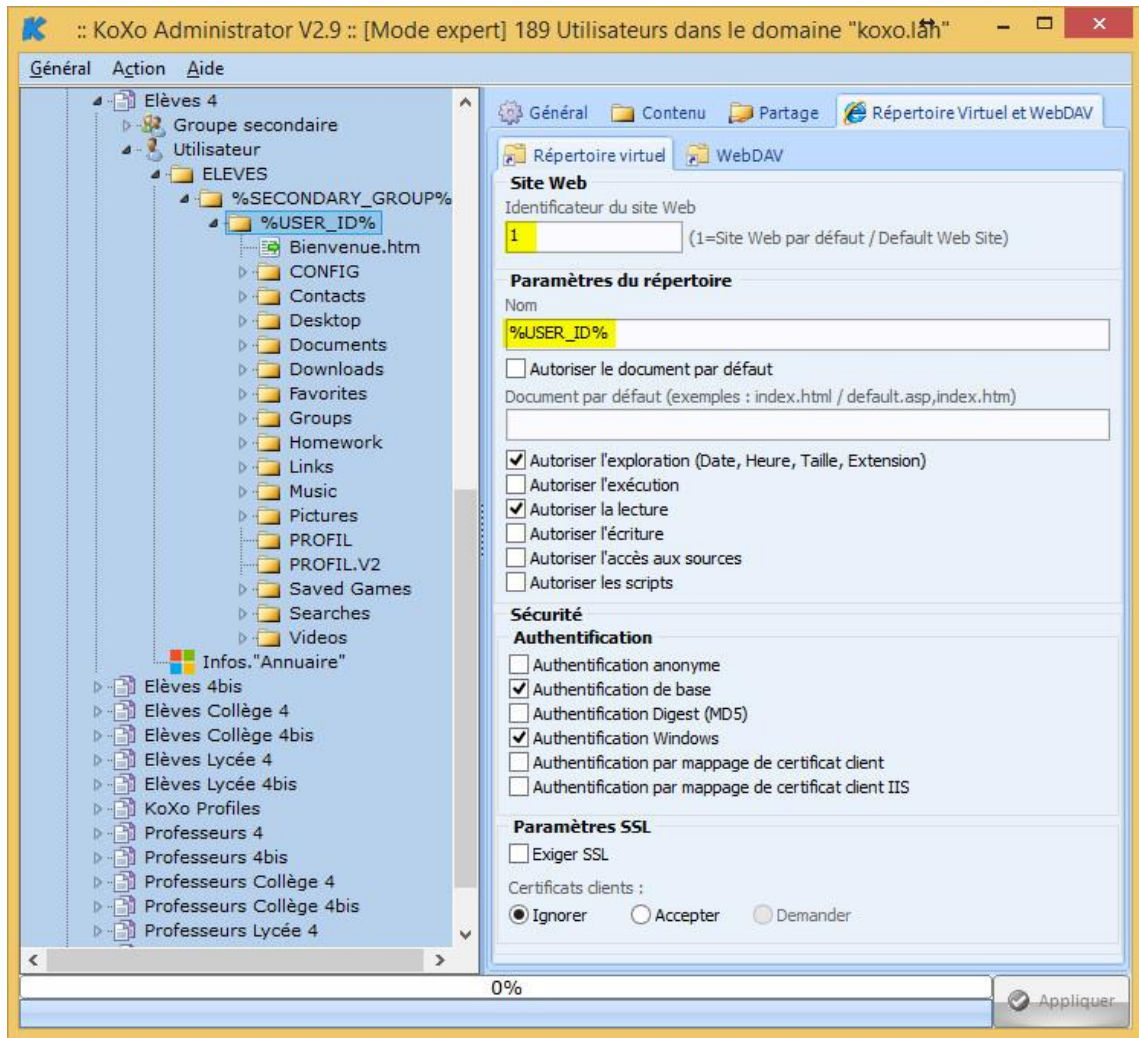 :: KoXo Administrator V2.9 :: [Mode expert] 189 Utilisateurs dans le domaine "koxo.lan"
Général Action Aide
Elèves 4
Groupe secondaire
Utilisateur
ELEVES
%SECONDARY_GROUP%
%USER_ID%
Bienvenue.htm
CONFIG
Contacts
Desktop
Documents
Downloads
Favorites
Groups
Homework
Links
Music
Pictures
PROFIL
PROFIL.V2
Saved Games
Searches
Videos
Infos."Annuaire"
Elèves 4bis
Elèves Collège 4
Elèves Collège 4bis
Elèves Lycée 4
Elèves Lycée 4bis
KoXo Profiles
Professeurs 4
Professeurs 4bis
Professeurs Collège 4
Professeurs Collège 4bis
Professeurs Lycée 4
Général Contenu Partage Répertoire Virtuel et WebDAV
Répertoire virtuel WebDAV
Site Web
Identificateur du site Web
1 (1=Site Web par défaut / Default Web Site)
Paramètres du répertoire
Nom
%USER_ID%
Autoriser le document par défaut
Document par défaut (exemples : index.html / default.asp,index.htm)
Autoriser l'exploration (Date, Heure, Taille, Extension)
Autoriser l'exécution
Autoriser la lecture
Autoriser l'écriture
Autoriser l'accès aux sources
Autoriser les scripts
Sécurité
Authentification
Authentification anonyme
Authentification de base
Authentification Digest (MD5)
Authentification Windows
Authentification par mappage de certificat client
Authentification par mappage de certificat client IIS
Paramètres SSL
Exiger SSL
Certificats clients :
Ignorer Accepter Demander
0%
Appliquer